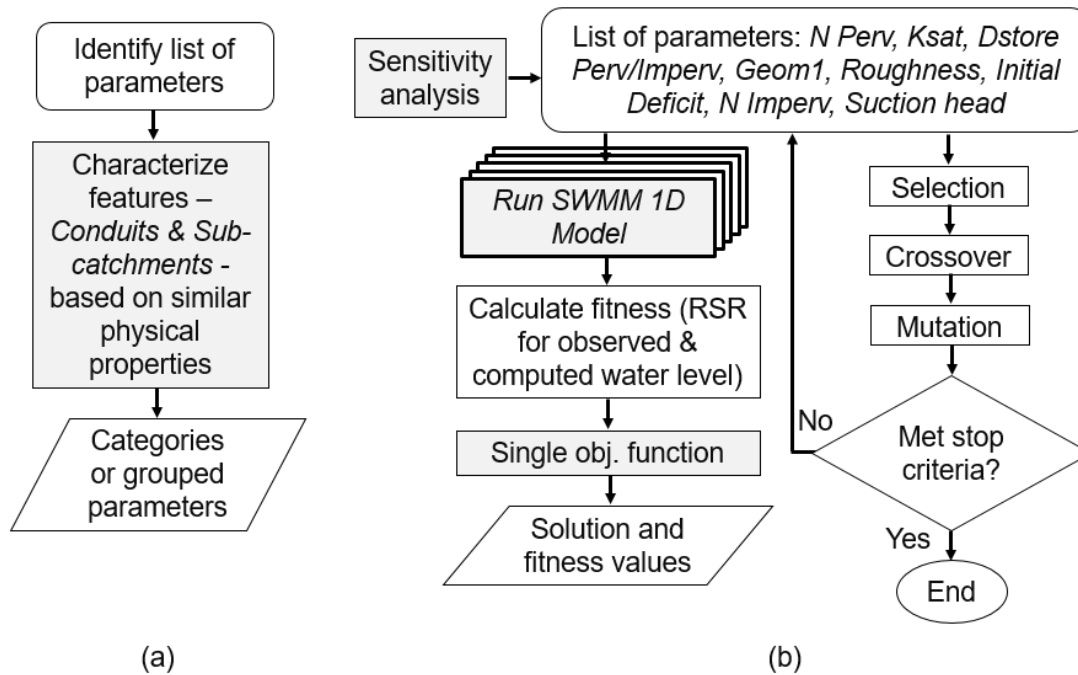 Identify list of
parameters
Characterize
features –
Conduits & Sub-
catchments -
based on similar
physical
properties
Categories
or grouped
parameters
(a)
Sensitivity
analysis
List of parameters: N Perv, Ksat, Dstore
Perv/Imperv, Geom1, Roughness, Initial
Deficit, N Imperv, Suction head
Run SWMM 1D
Model
Calculate fitness (RSR
for observed &
computed water level)
Single obj. function
Solution and
fitness values
Selection
Crossover
Mutation
Met stop
criteria?
No
Yes
End
(b)